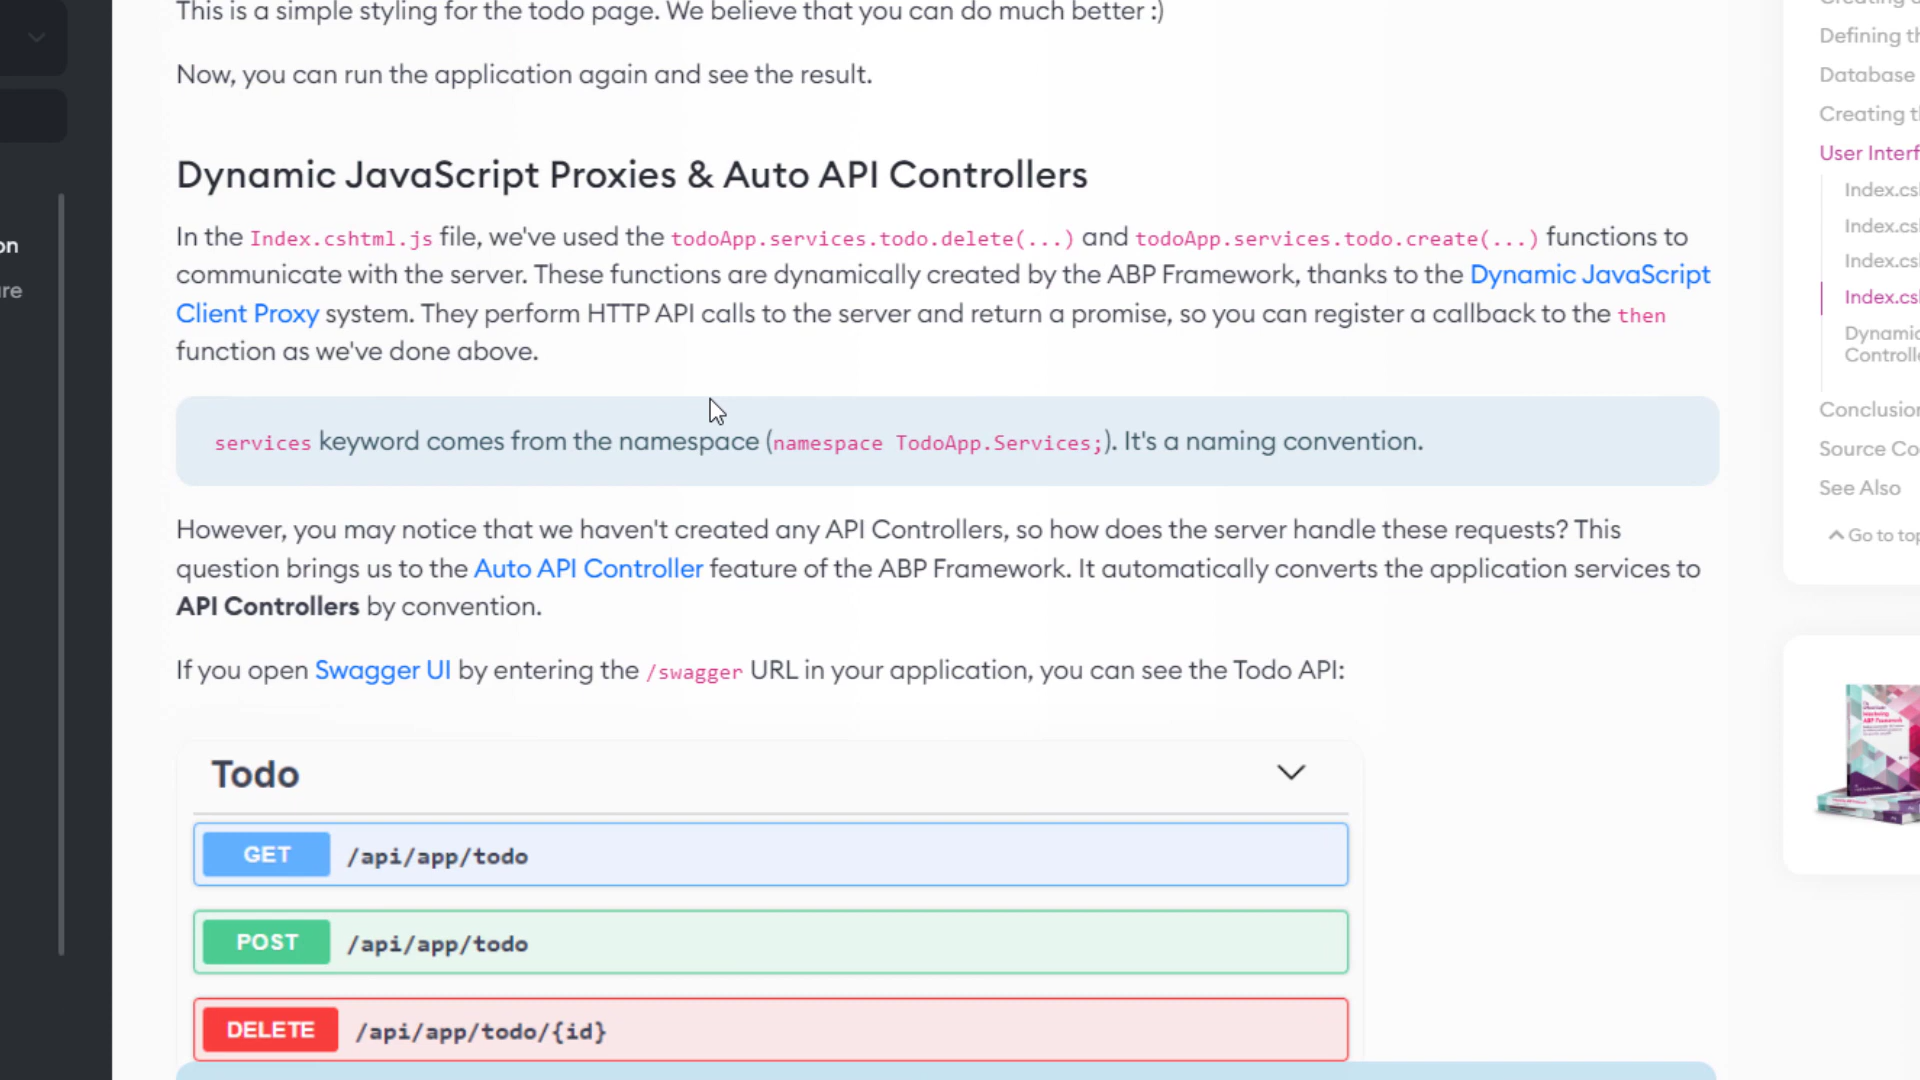 This is a simple styling for the todo page. We believe that you can do much better :)
Now, you can run the application again and see the result.
Dynamic JavaScript Proxies & Auto API Controllers
In the Index.cshtml.js file, we've used the todoApp.services.todo.delete(...) and todoApp.services.todo.create(...) functions to
communicate with the server. These functions are dynamically created by the ABP Framework, thanks to the Dynamic JavaScript
Client Proxy system. They perform HTTP API calls to the server and return a promise, so you can register a callback to the then
function as we've done above.
services keyword comes from the namespace (namespace TodoApp.Services;). It's a naming convention.
However, you may notice that we haven't created any API Controllers, so how does the server handle these requests? This
question brings us to the Auto API Controller feature of the ABP Framework. It automatically converts the application services to
API Controllers by convention.
If you open Swagger UI by entering the /swagger URL in your application, you can see the Todo API:
Todo
GET /api/app/todo
POST /api/app/todo
DELETE /api/app/todo/{id}
on
re
Defining th
Database
Creating th
User Interf
Index.csh
Index.csh
Index.csh
Index.csh
Dynamic
Controlle
Conclusion
Source Co
See Also
Go to top